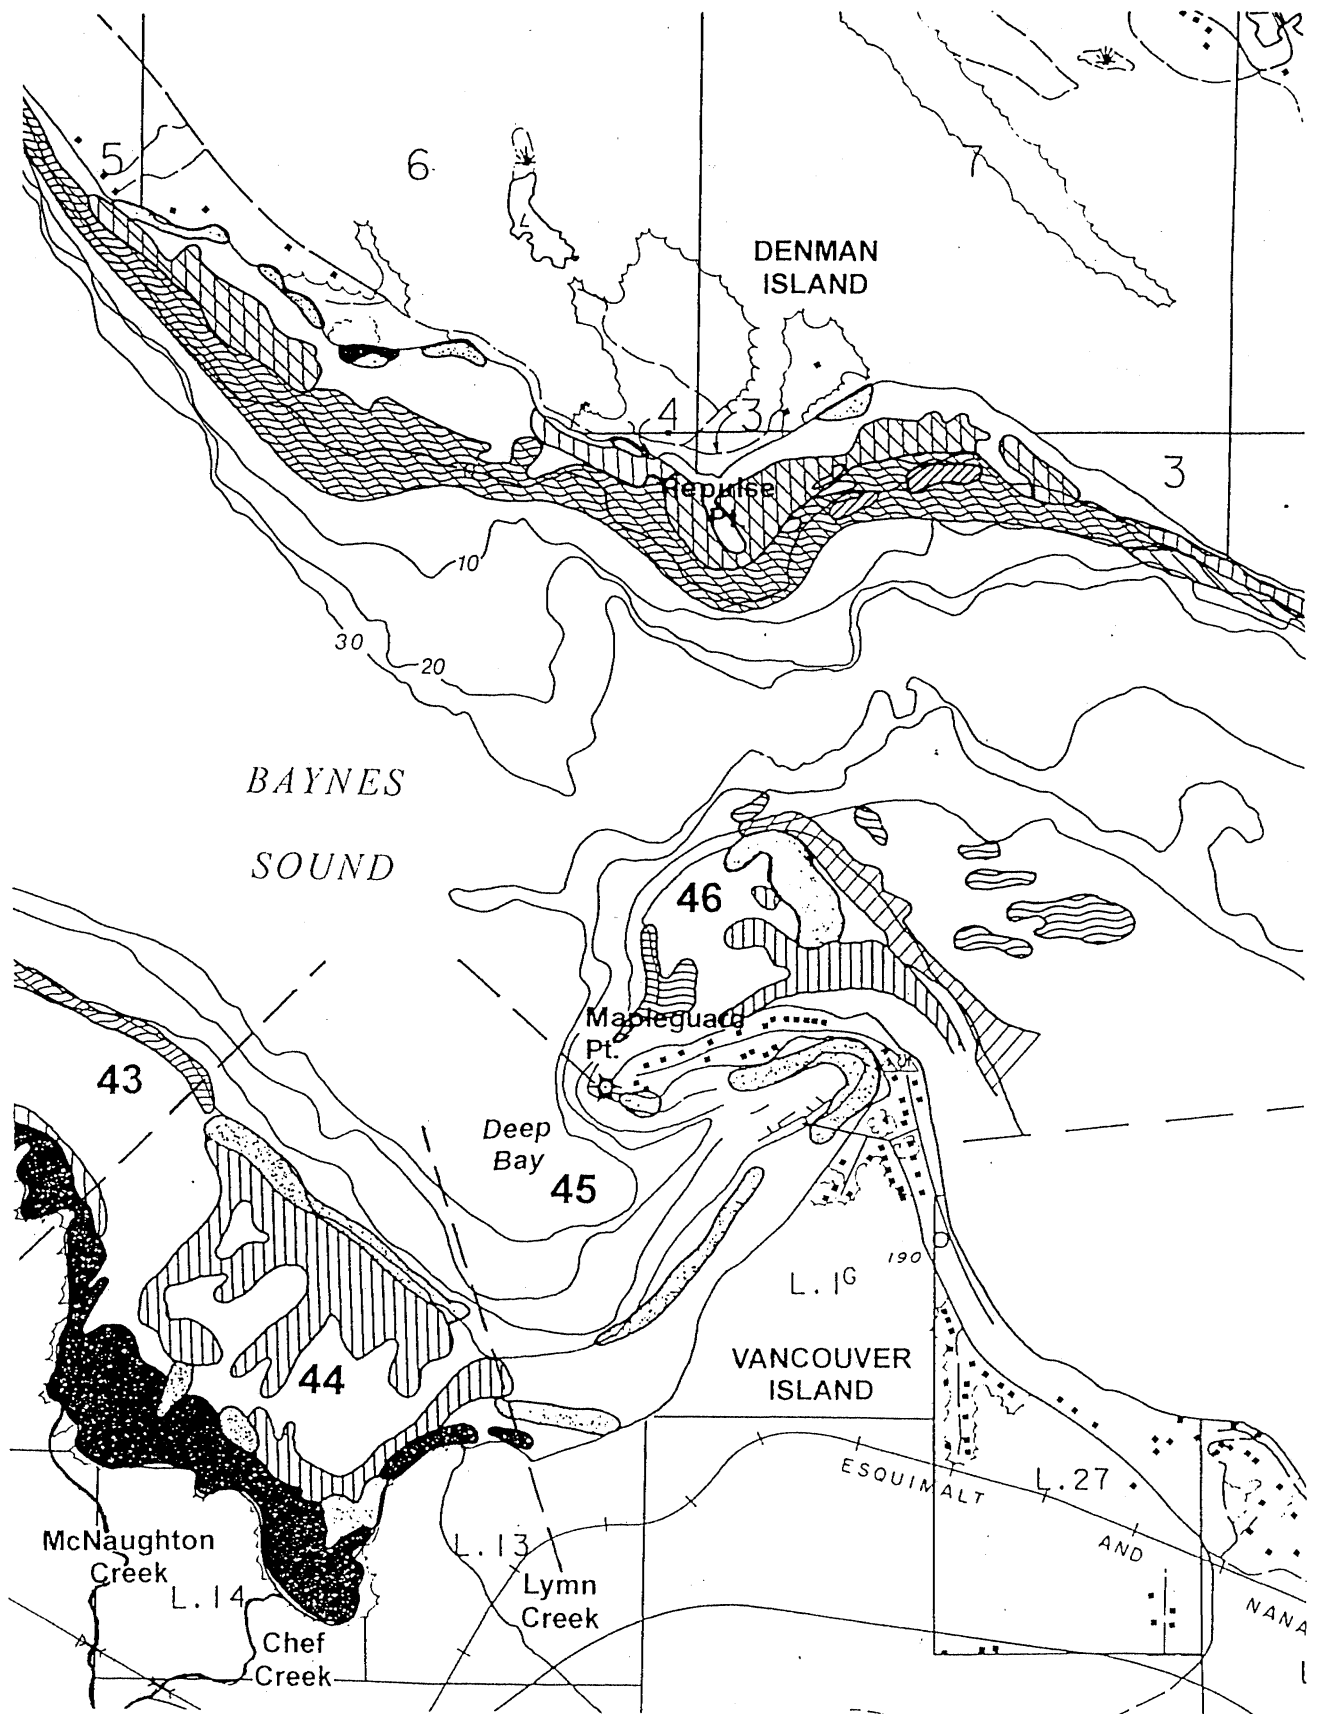 5
6
7
DENMAN
ISLAND
4
3
3
Repulse
Pt.
10
30
20
BAYNES
SOUND
46
Mapleguard
Pt.
43
Deep
Bay
45
190
L. 1G
VANCOUVER
ISLAND
44
ESQUIMALT
L.27
AND
McNaughton
Creek
L.13
L.14
Lymn
Creek
NANA
Chef
Creek
L